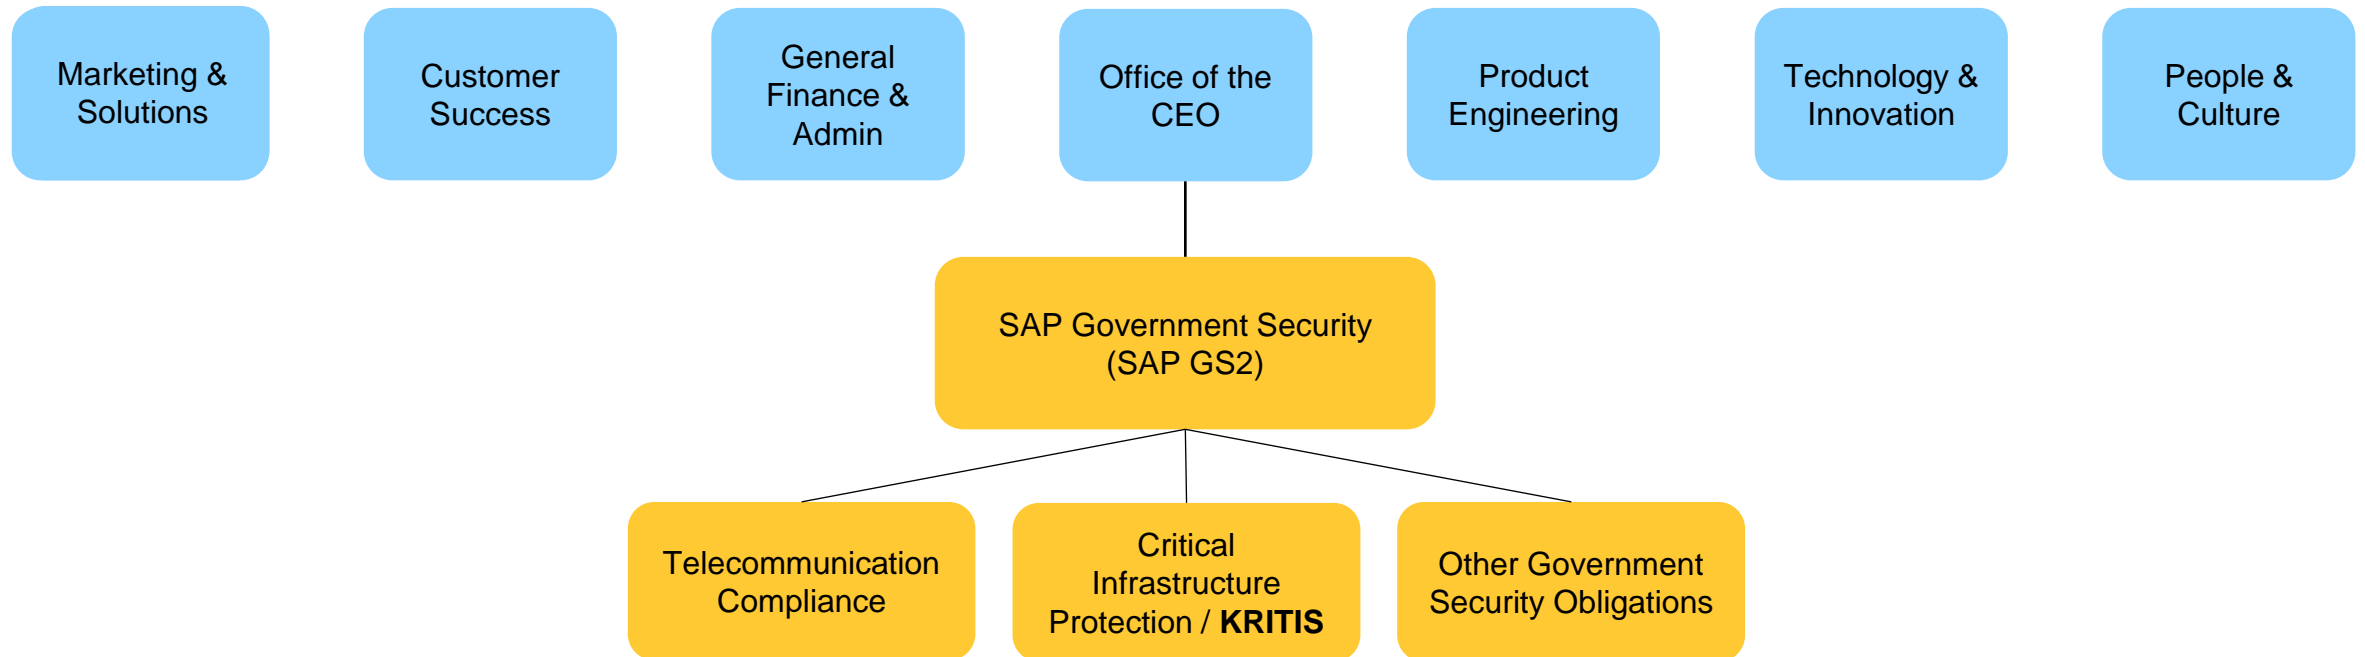 Marketing &
Solutions
Customer
Success
General
Finance &
Admin
Office of the
CEO
Product
Engineering
Technology &
Innovation
People &
Culture
SAP Government Security
(SAP GS2)
Telecommunication
Compliance
Critical
Infrastructure
Protection / KRITIS
Other Government
Security Obligations